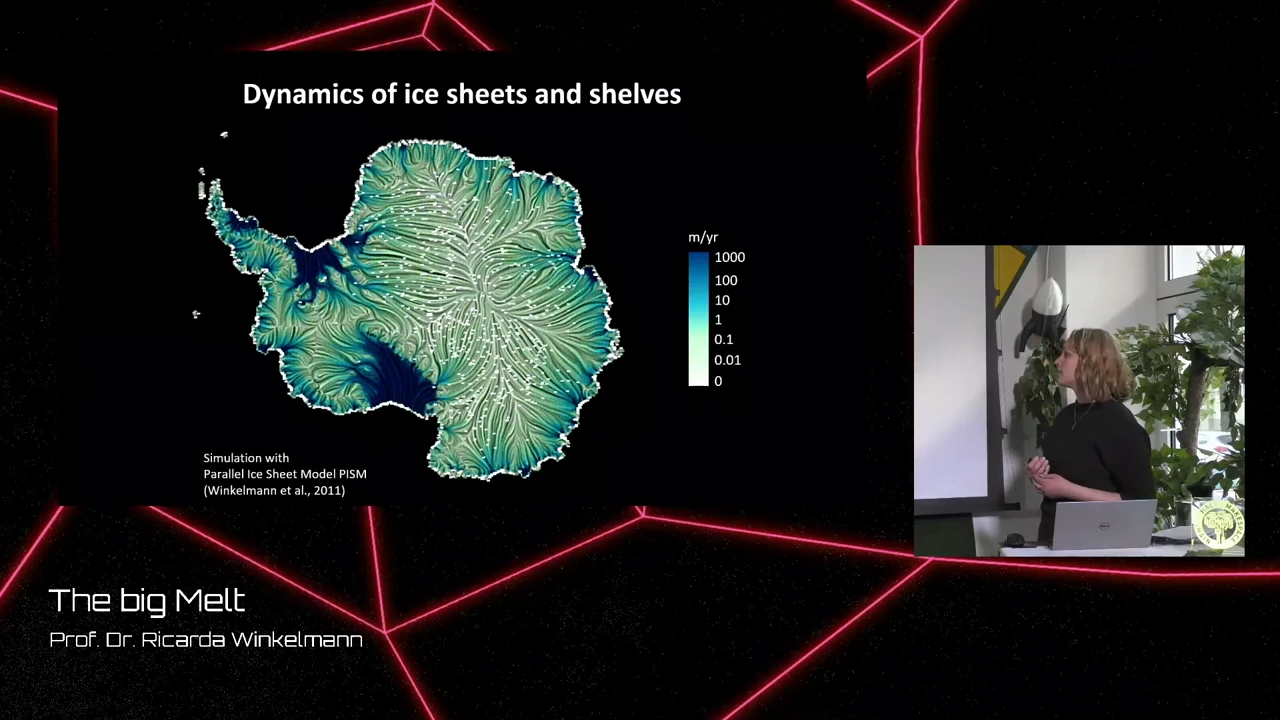 Dynamics of ice sheets and shelves
m/yr
1000
100
10
1
0.1
0.01
0
Simulation with
Parallel Ice Sheet Model PISM
(Winkelmann et al., 2011)
The big Melt
Prof. Dr. Ricarda Winkelmann